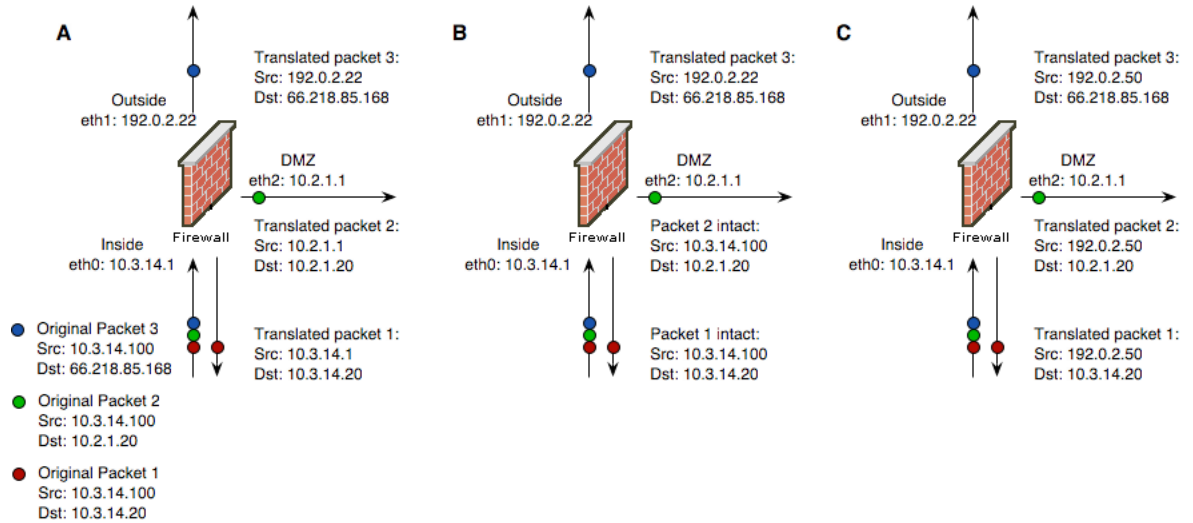 A
Translated packet 3:
Src: 192.0.2.22
Dst: 66.218.85.168
Outside
eth1: 192.0.2.22
DMZ
eth2: 10.2.1.1
Translated packet 2:
Src: 10.2.1.1
Dst: 10.2.1.20
Firewall
Inside
eth0: 10.3.14.1
Translated packet 1:
Src: 10.3.14.1
Dst: 10.3.14.20
Original Packet 3
Src: 10.3.14.100
Dst: 66.218.85.168
Original Packet 2
Src: 10.3.14.100
Dst: 10.2.1.20
Original Packet 1
Src: 10.3.14.100
Dst: 10.3.14.20
B
Translated packet 3:
Src: 192.0.2.22
Dst: 66.218.85.168
Outside
eth1: 192.0.2.22
DMZ
eth2: 10.2.1.1
Packet 2 intact:
Src: 10.3.14.100
Dst: 10.2.1.20
Firewall
Inside
eth0: 10.3.14.1
Packet 1 intact:
Src: 10.3.14.100
Dst: 10.3.14.20
C
Translated packet 3:
Src: 192.0.2.50
Dst: 66.218.85.168
Outside
eth1: 192.0.2.22
DMZ
eth2: 10.2.1.1
Translated packet 2:
Src: 192.0.2.50
Dst: 10.2.1.20
Firewall
Inside
eth0: 10.3.14.1
Translated packet 1:
Src: 192.0.2.50
Dst: 10.3.14.20